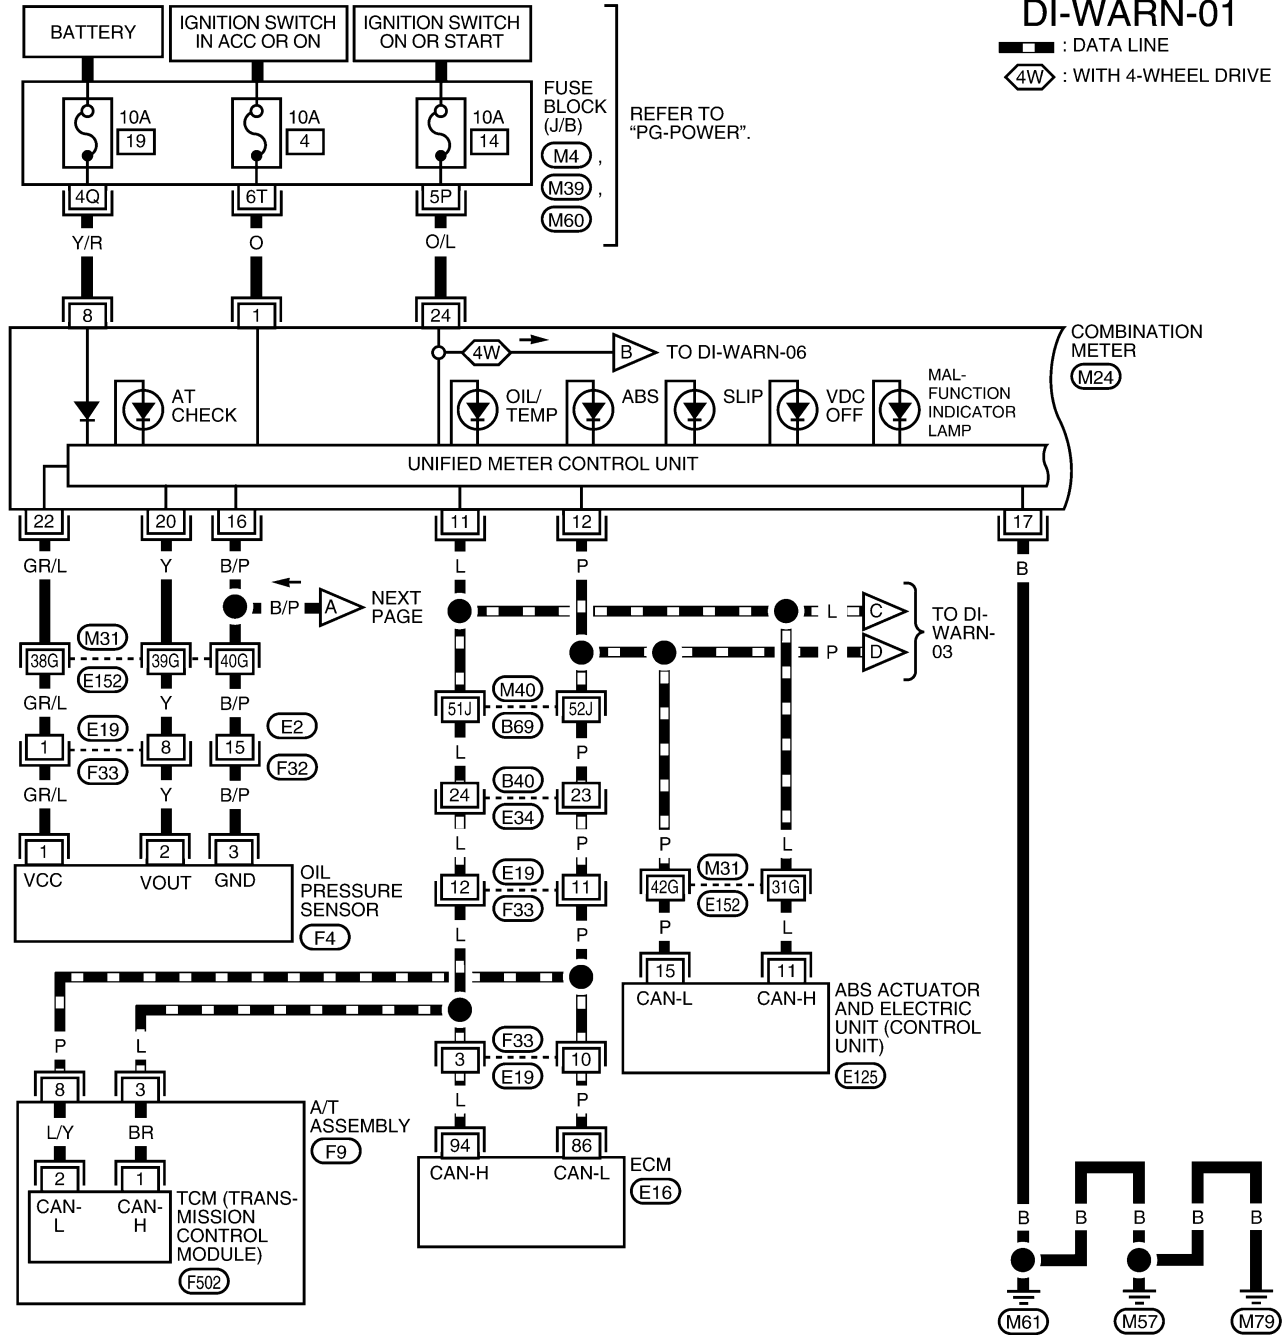 DI-WARN-01
: DATA LINE
4W : WITH 4-WHEEL DRIVE
BATTERY
IGNITION SWITCH
IN ACC OR ON
IGNITION SWITCH
ON OR START
10A
19
10A
4
10A
14
FUSE
BLOCK
(J/B)
M4 ,
M39 ,
M60
REFER TO
“PG-POWER”.
4Q 6T 5P
Y/R O O/L
8 1 24
4W B TO DI-WARN-06
COMBINATION
METER
M24
AT
CHECK
OIL/
TEMP
ABS
SLIP
VDC
OFF
MAL-
FUNCTION
INDICATOR
LAMP
UNIFIED METER CONTROL UNIT
22 20 16 11 12 17
GR/L Y B/P L P B
B/P A NEXT
PAGE
L C
P D
TO DI-
WARN-
03
38G M31 39G 40G
E152
GR/L Y B/P
1 E19 8 15 E2
F33 F32
GR/L Y B/P
1 2 3
VCC VOUT GND
OIL
PRESSURE
SENSOR
F4
51J M40 52J
B69
L P
24 B40 23
E34
L P
12 E19 11
F33
L P
P L
42G M31 31G
E152
P L
15 11
CAN-L CAN-H
ABS ACTUATOR
AND ELECTRIC
UNIT (CONTROL
UNIT)
E125
3 F33 10
E19
L P
94 86
CAN-H CAN-L
ECM
E16
P L
8 3
L/Y BR
2 1
CAN-
L
CAN-
H
A/T
ASSEMBLY
F9
TCM (TRANS-
MISSION
CONTROL
MODULE)
F502
B B B B B
M61 M57 M79